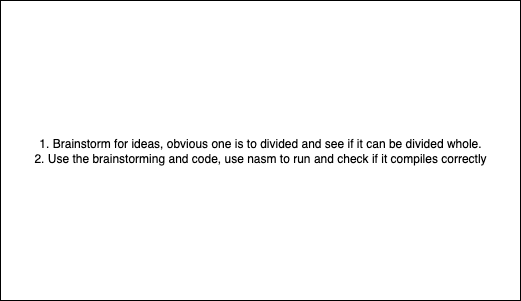 1. Brainstorm for ideas, obvious one is to divided and see if it can be divided whole.
2. Use the brainstorming and code, use nasm to run and check if it compiles correctly